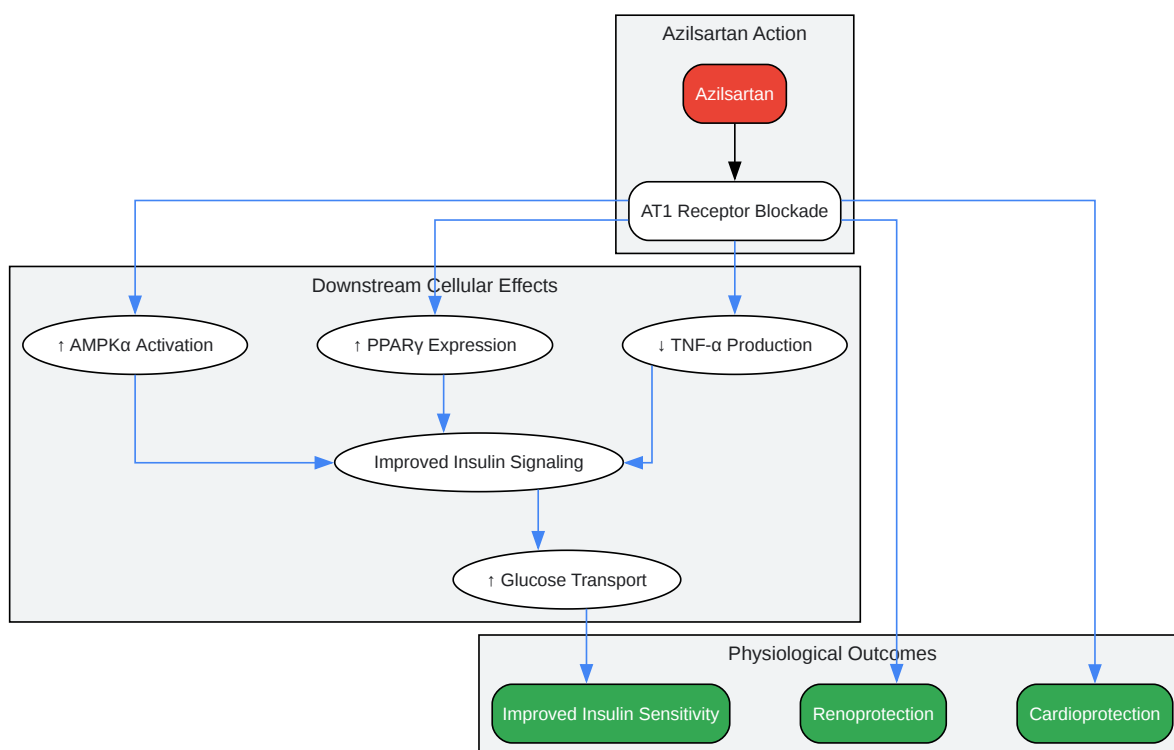 Azilsartan Action
Azilsartan
AT1 Receptor Blockade
Downstream Cellular Effects
↑ AMPKα Activation
↑ PPARγ Expression
↓ TNF-α Production
Improved Insulin Signaling
↑ Glucose Transport
Physiological Outcomes
Improved Insulin Sensitivity
Renoprotection
Cardioprotection